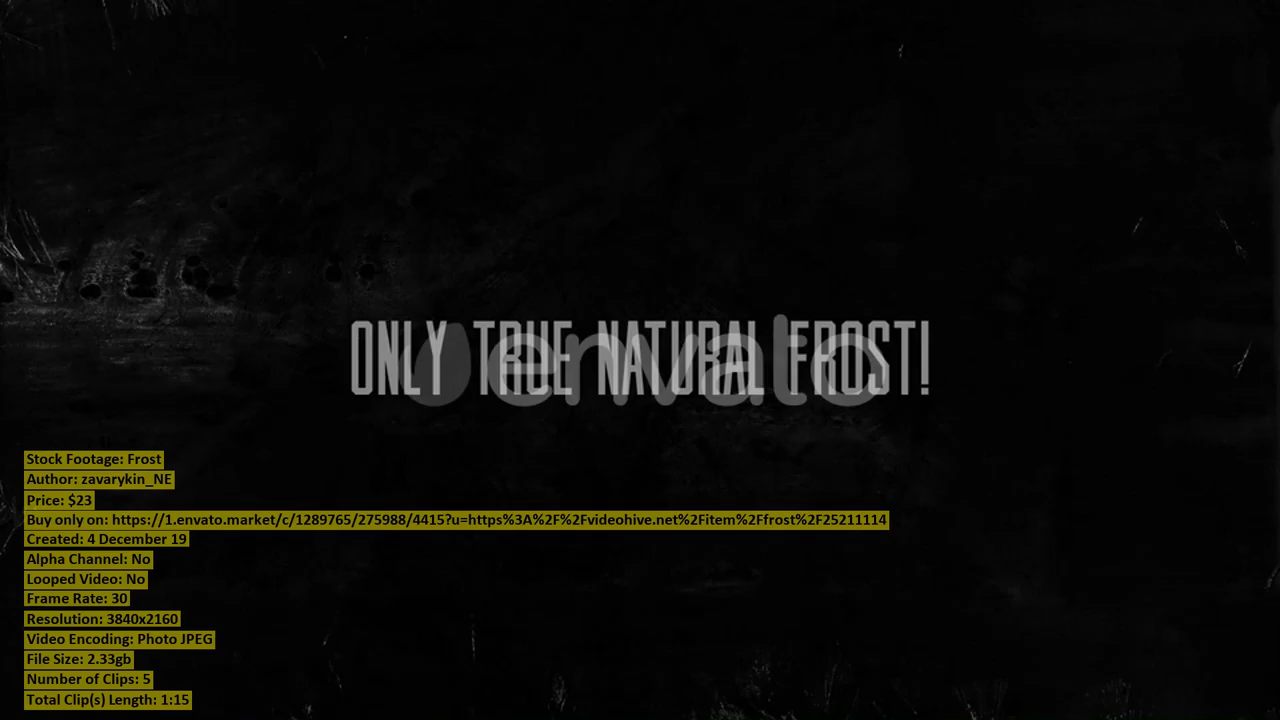 ONLY TRUE NATURAL FROST!
envato
Stock Footage: Frost
Author: zavarykin_NE
Price: $23
Buy only on: https://1.envato.market/c/1289765/275988/4415?u=https%3A%2F%2Fvideohive.net%2Fitem%2Ffrost%2F25211114
Created: 4 December 19
Alpha Channel: No
Looped Video: No
Frame Rate: 30
Resolution: 3840x2160
Video Encoding: Photo JPEG
File Size: 2.33gb
Number of Clips: 5
Total Clip(s) Length: 1:15